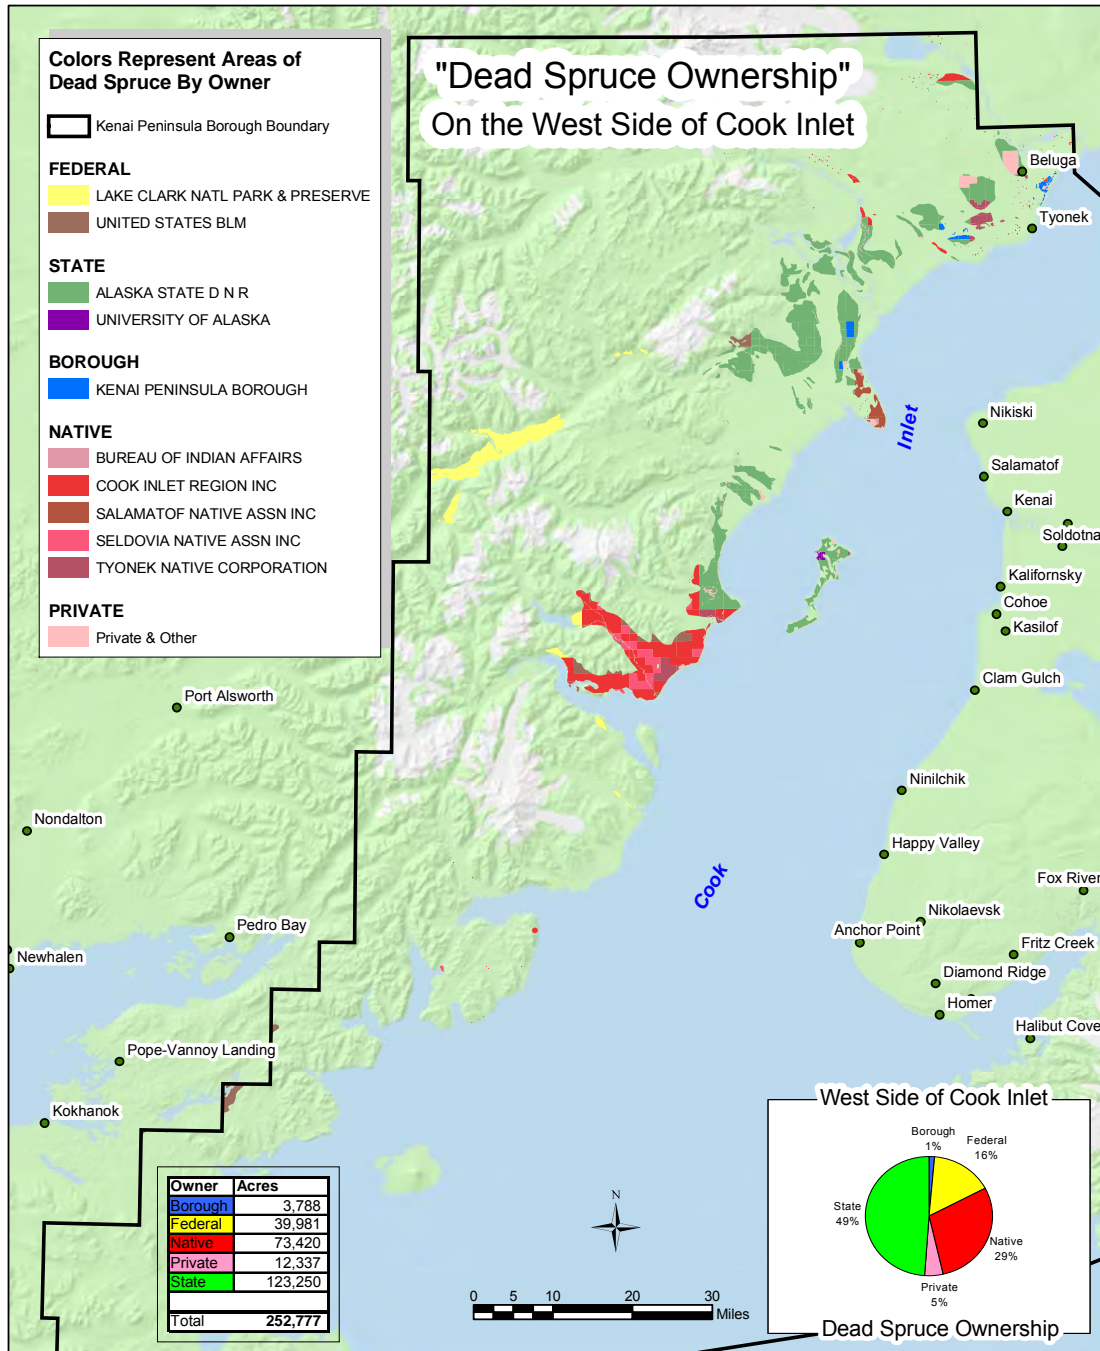 Colors Represent Areas of
Dead Spruce By Owner
Kenai Peninsula Borough Boundary
FEDERAL
LAKE CLARK NATL PARK & PRESERVE
UNITED STATES BLM
STATE
ALASKA STATE D N R
UNIVERSITY OF ALASKA
BOROUGH
KENAI PENINSULA BOROUGH
NATIVE
BUREAU OF INDIAN AFFAIRS
COOK INLET REGION INC
SALAMATOF NATIVE ASSN INC
SELDOVIA NATIVE ASSN INC
TYONEK NATIVE CORPORATION
PRIVATE
Private & Other
"Dead Spruce Ownership"
On the West Side of Cook Inlet
Beluga
Tyonek
Inlet
Nikiski
Salamatof
Kenai
Soldotna
Kalifornsky
Cohoe
Kasilof
Clam Gulch
Port Alsworth
Ninilchik
Nondalton
Happy Valley
Cook
Fox River
Nikolaevsk
Pedro Bay
Anchor Point
Fritz Creek
Newhalen
Diamond Ridge
Homer
Halibut Cove
Pope-Vannoy Landing
Kokhanok
Owner Acres
Borough 3,788
Federal 39,981
Native 73,420
Private 12,337
State 123,250
Total 252,777
N
0 5 10 20 30
Miles
West Side of Cook Inlet
Borough
1%
Federal
16%
State
49%
Native
29%
Private
5%
Dead Spruce Ownership